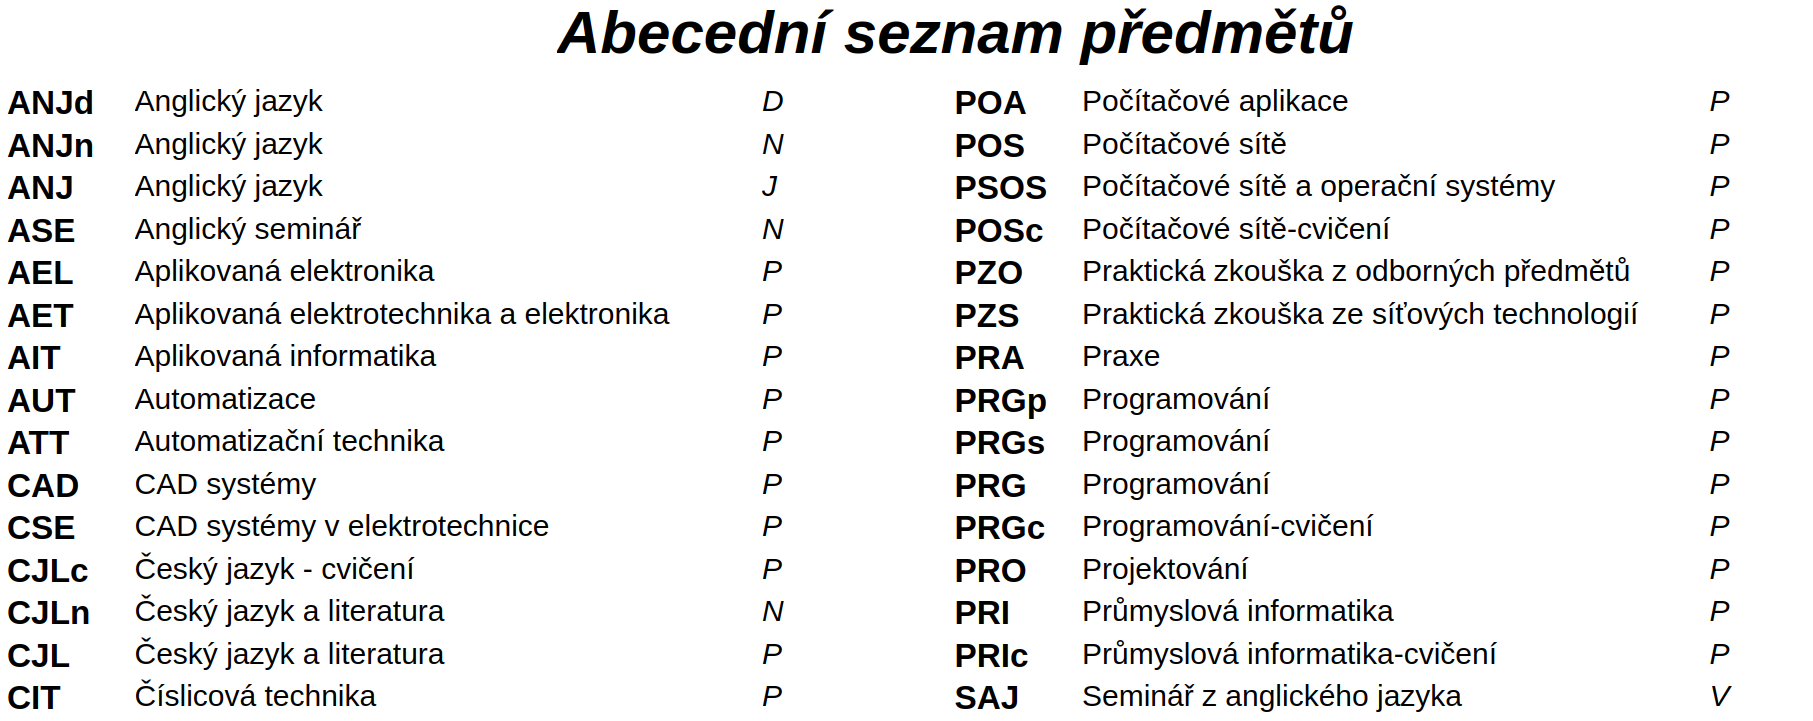 Abecední seznam předmětů
ANJd Anglický jazyk D
ANJn Anglický jazyk N
ANJ Anglický jazyk J
ASE Anglický seminář N
AEL Aplikovaná elektronika P
AET Aplikovaná elektrotechnika a elektronika P
AIT Aplikovaná informatika P
AUT Automatizace P
ATT Automatizační technika P
CAD CAD systémy P
CSE CAD systémy v elektrotechnice P
CJLc Český jazyk - cvičení P
CJLn Český jazyk a literatura N
CJL Český jazyk a literatura P
CIT Číslicová technika P
POA Počítačové aplikace P
POS Počítačové sítě P
PSOS Počítačové sítě a operační systémy P
POSc Počítačové sítě-cvičení P
PZO Praktická zkouška z odborných předmětů P
PZS Praktická zkouška ze síťových technologií P
PRA Praxe P
PRGp Programování P
PRGs Programování P
PRG Programování P
PRGc Programování-cvičení P
PRO Projektování P
PRI Průmyslová informatika P
PRIc Průmyslová informatika-cvičení P
SAJ Seminář z anglického jazyka V